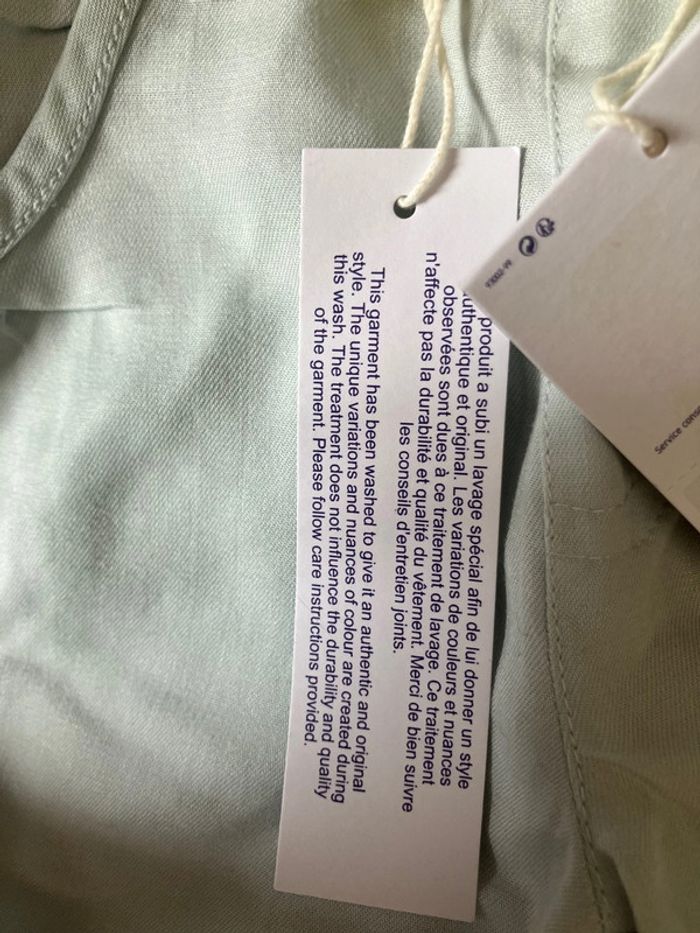 produit a subi un lavage spécial afin de lui donner un style
uthentique et original. Les variations de couleurs et nuances
observées sont dues à ce traitement de lavage. Ce traitement
n'affecte pas la durabilité et qualité du vêtement. Merci de bien suivre
les conseils d'entretien joints.
This garment has been washed to give it an authentic and original
style. The unique variations and nuances of colour are created during
this wash. The treatment does not influence the durability and quality
of the garment. Please follow care instructions provided.
Service cons